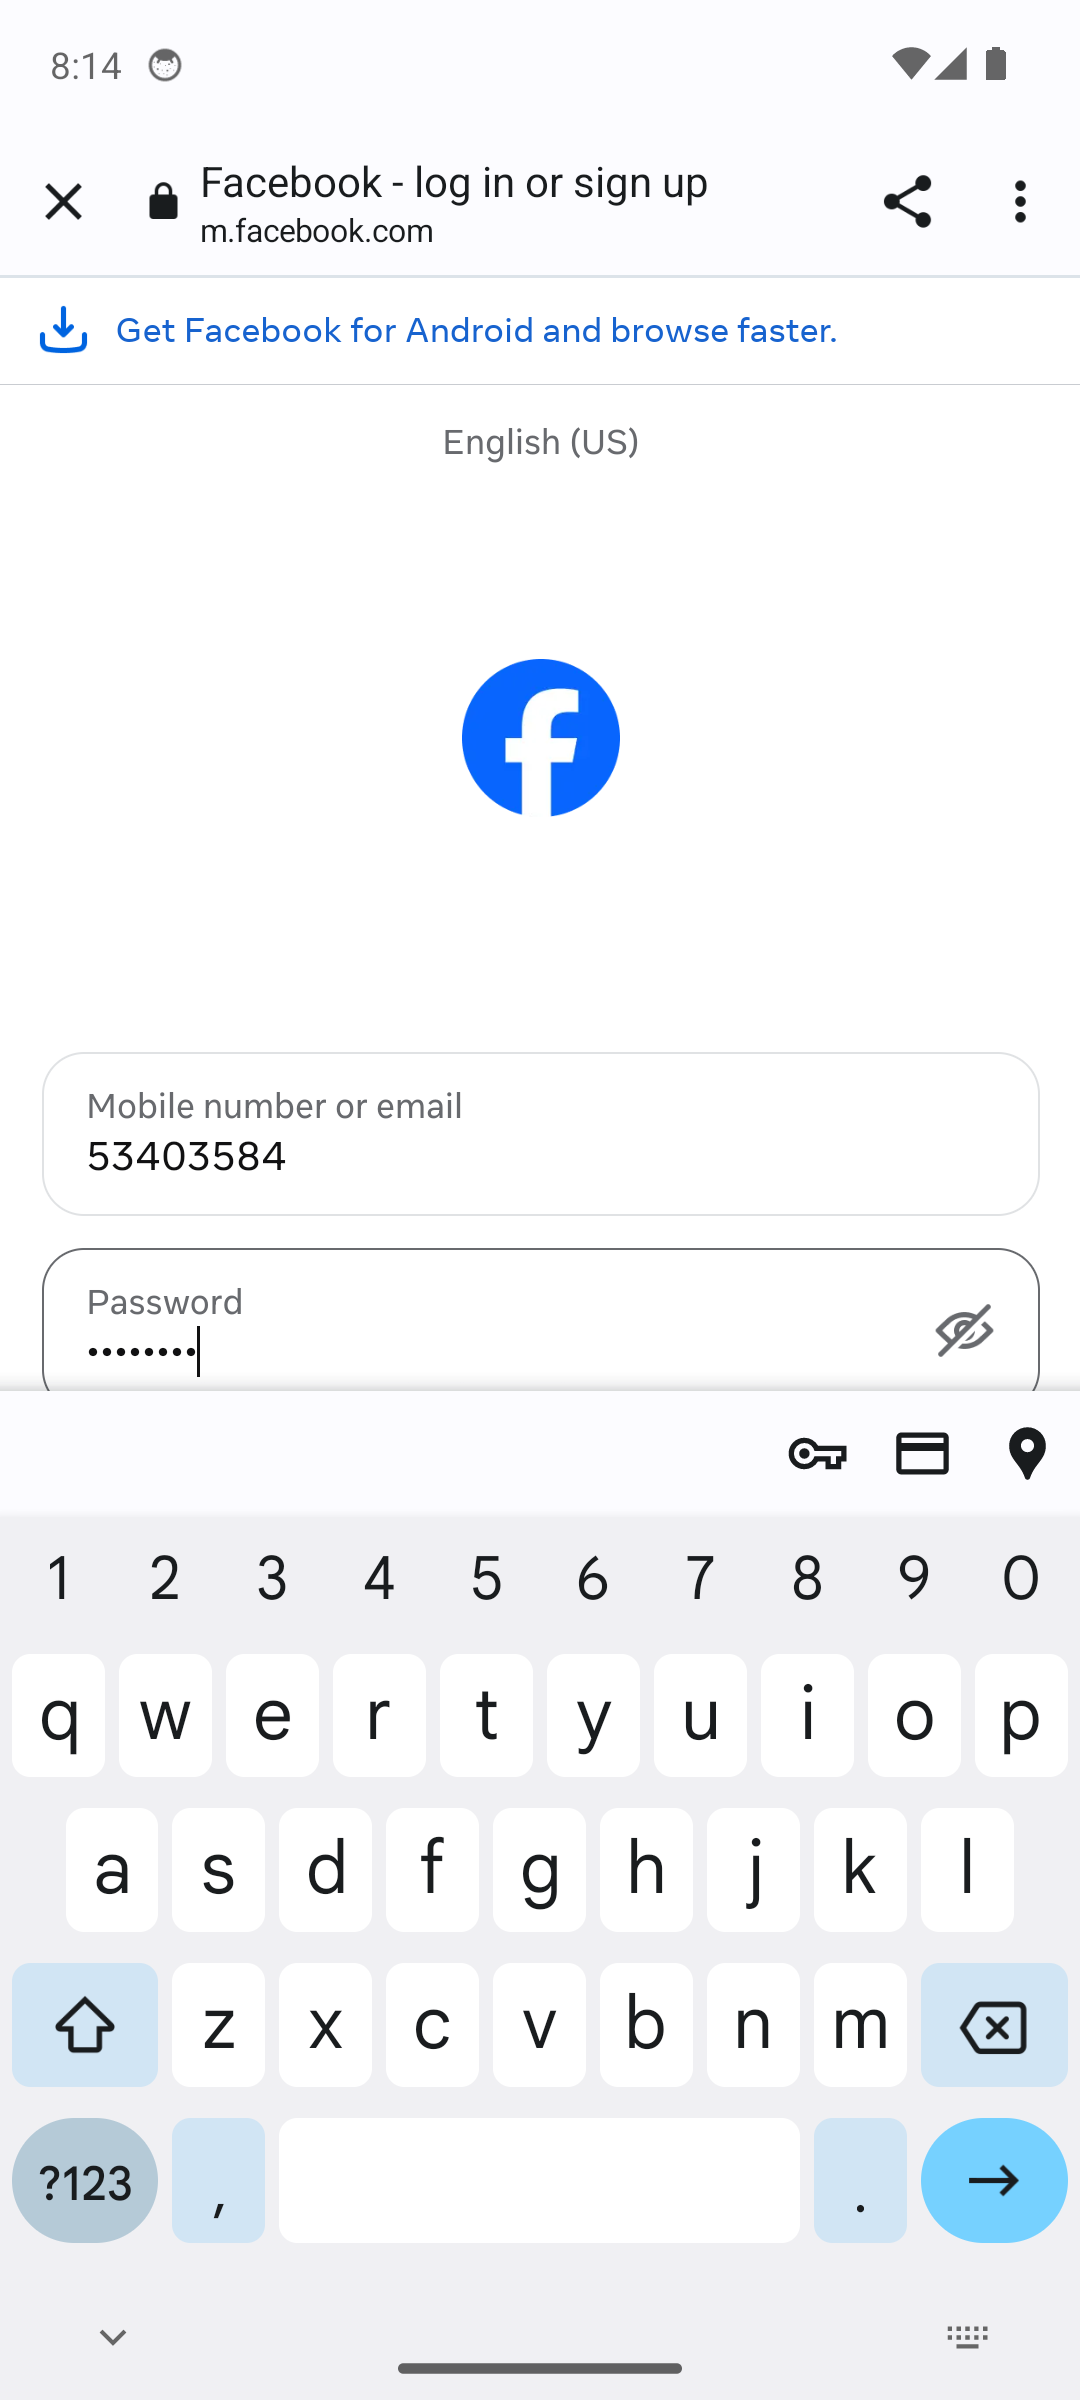 8:14
Facebook - log in or sign up
m.facebook.com
Get Facebook for Android and browse faster.
English (US)
Mobile number or email
53403584
Password
••••••••
1 2 3 4 5 6 7 8 9 0
q w e r t y u i o p
a s d f g h j k l
z x c v b n m
?123 , .